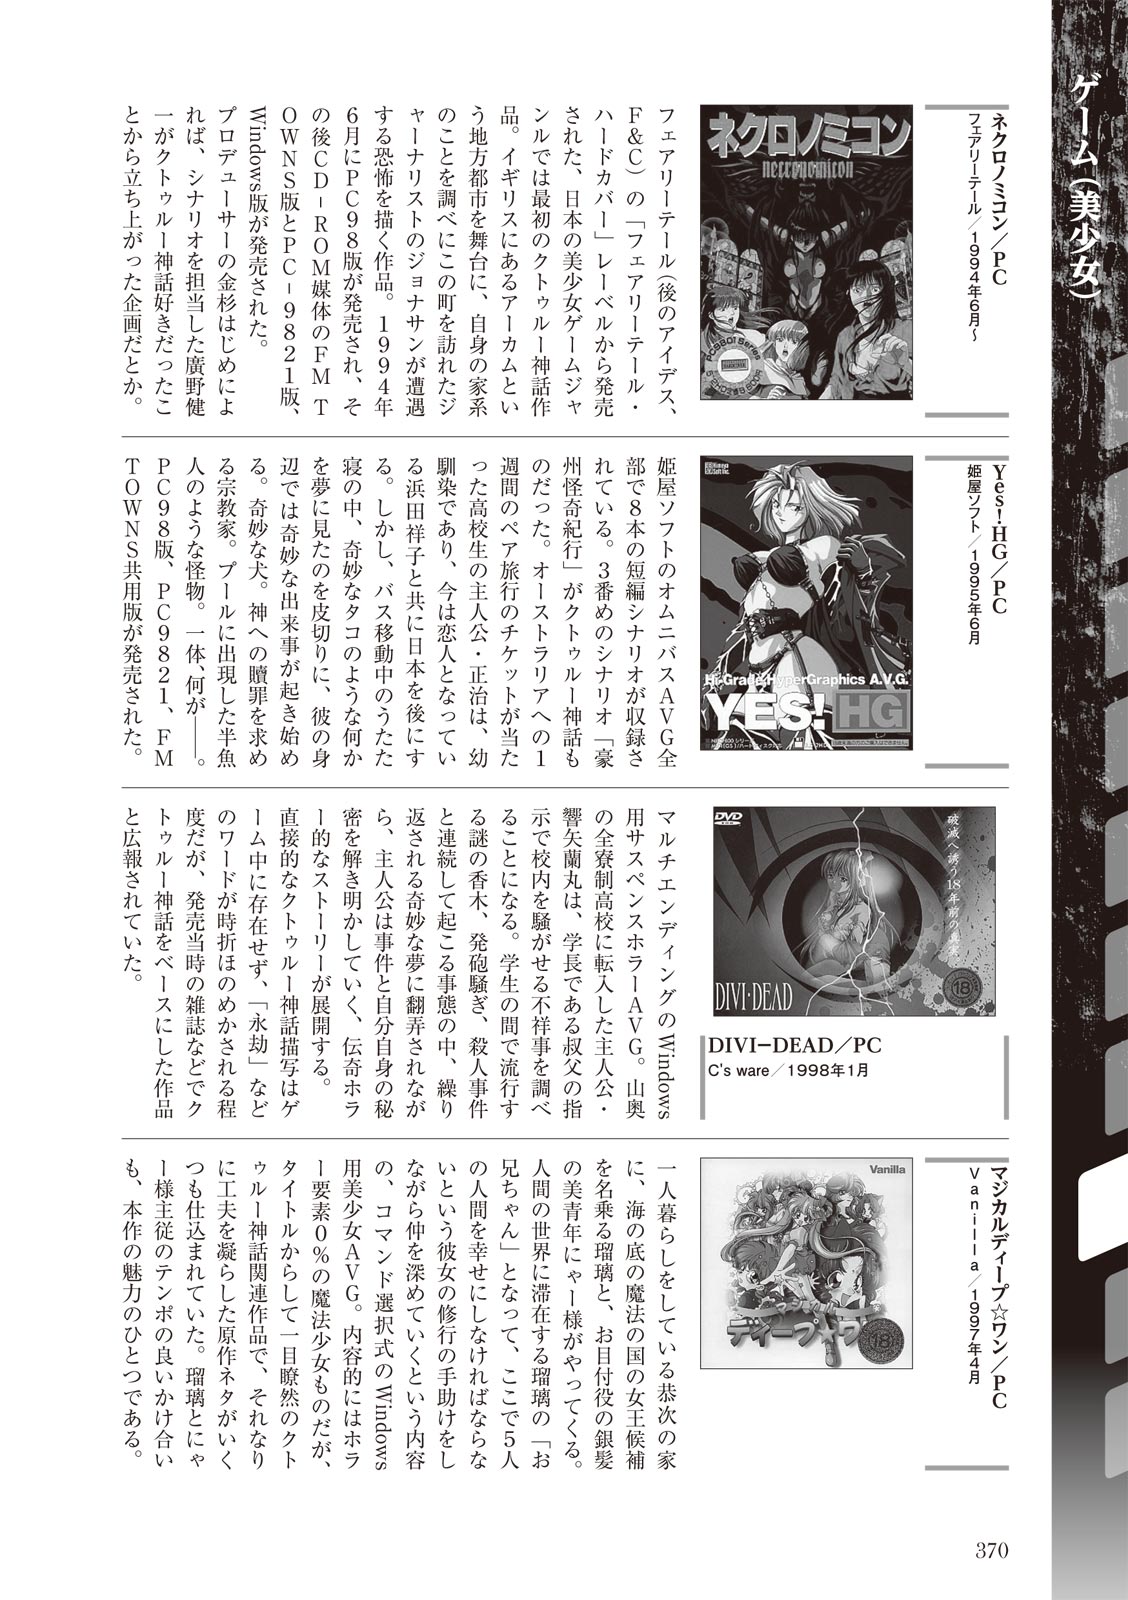 ゲーム(美少女)
ネクロノミコン／PC
フェアリーテール／1994年6月〜
ネクロノミコン
necronomicon
フェアリーテール(後のアイデス、
F&C)の「フェアリーテール・
ハードカバー」レーベルから発売
された、日本の美少女ゲームジャ
ンルでは最初のクトゥルー神話作
品。イギリスにあるアーカムとい
う地方都市を舞台に、自身の家系
のことを調べにこの町を訪れたジ
ャーナリストのジョナサンが遭遇
する恐怖を描く作品。1994年
6月にPC98版が発売され、そ
の後CD-ROM媒体のFM T
OWNS版とPC-9821版、
Windows版が発売された。
プロデューサーの金杉はじめによ
れば、シナリオを担当した廣野健
一がクトゥルー神話好きだったこ
とから立ち上がった企画だとか。
Yes!HG／PC
姫屋ソフト／1995年6月
Hi-Grade HyperGraphics A.V.G.
YES! HG
姫屋ソフトのオムニバスAVG全
部で8本の短編シナリオが収録さ
れている。3番めのシナリオ「豪
州怪奇紀行」がクトゥルー神話も
のだった。オーストラリアへの1
週間のペア旅行のチケットが当た
った高校生の主人公・正治は、幼
馴染であり、今は恋人となってい
る浜田祥子と共に日本を後にす
る。しかし、バス移動中のうたた
寝の中、奇妙なタコのような何か
を夢に見たのを皮切りに、彼の身
辺では奇妙な出来事が起き始め
る。奇妙な犬。神への贖罪を求め
る宗教家。プールに出現した半魚
人のような怪物。一体、何が――。
PC98版、PC9821、FM
TOWNS共用版が発売された。
DVD
破滅へ誘う18年前の
DIVI・DEAD
18
DIVI−DEAD／PC
C's ware／1998年1月
マルチエンディングのWindows
用サスペンスホラーAVG。山奥
の全寮制高校に転入した主人公・
響矢蘭丸は、学長である叔父の指
示で校内を騒がせる不祥事を調べ
ることになる。学生の間で流行す
る謎の香木、発砲騒ぎ、殺人事件
と連続して起こる事態の中、繰り
返される奇妙な夢に翻弄されなが
ら、主人公は事件と自分自身の秘
密を解き明かしていく、伝奇ホラ
ー的なストーリーが展開する。
直接的なクトゥルー神話描写はゲ
ーム中に存在せず、「永劫」など
のワードが時折ほのめかされる程
度だが、発売当時の雑誌などでク
トゥルー神話をベースにした作品
と広報されていた。
マジカルディープ☆ワン／PC
Vanilla／1997年4月
Vanilla
ディープ☆ワン
18
一人暮らしをしている恭次の家
に、海の底の魔法の国の女王候補
を名乗る瑠璃と、お目付役の銀髪
の美青年にゃー様がやってくる。
人間の世界に滞在する瑠璃の「お
兄ちゃん」となって、ここで5人
の人間を幸せにしなければならな
いという彼女の修行の手助けをし
ながら仲を深めていくという内容
の、コマンド選択式のWindows
用美少女AVG。内容的にはホラ
ー要素0%の魔法少女ものだが、
タイトルからして一目瞭然のクト
ゥルー神話関連作品で、それなり
に工夫を凝らした原作ネタがいく
つも仕込まれていた。瑠璃とにゃ
ー様主従のテンポの良いかけ合い
も、本作の魅力のひとつである。
370